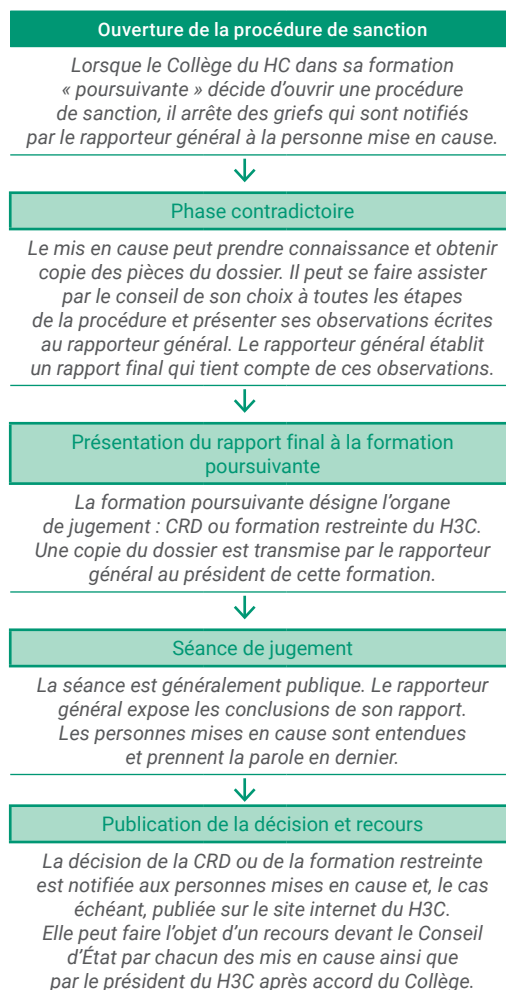 Ouverture de la procédure de sanction
Lorsque le Collège du HC dans sa formation
« poursuivante » décide d’ouvrir une procédure
de sanction, il arrête des griefs qui sont notifiés
par le rapporteur général à la personne mise en cause.
Phase contradictoire
Le mis en cause peut prendre connaissance et obtenir
copie des pièces du dossier. Il peut se faire assister
par le conseil de son choix à toutes les étapes
de la procédure et présenter ses observations écrites
au rapporteur général. Le rapporteur général établit
un rapport final qui tient compte de ces observations.
Présentation du rapport final à la formation
poursuivante
La formation poursuivante désigne l’organe
de jugement : CRD ou formation restreinte du H3C.
Une copie du dossier est transmise par le rapporteur
général au président de cette formation.
Séance de jugement
La séance est généralement publique. Le rapporteur
général expose les conclusions de son rapport.
Les personnes mises en cause sont entendues
et prennent la parole en dernier.
Publication de la décision et recours
La décision de la CRD ou de la formation restreinte
est notifiée aux personnes mises en cause et, le cas
échéant, publiée sur le site internet du H3C.
Elle peut faire l’objet d’un recours devant le Conseil
d’État par chacun des mis en cause ainsi que
par le président du H3C après accord du Collège.